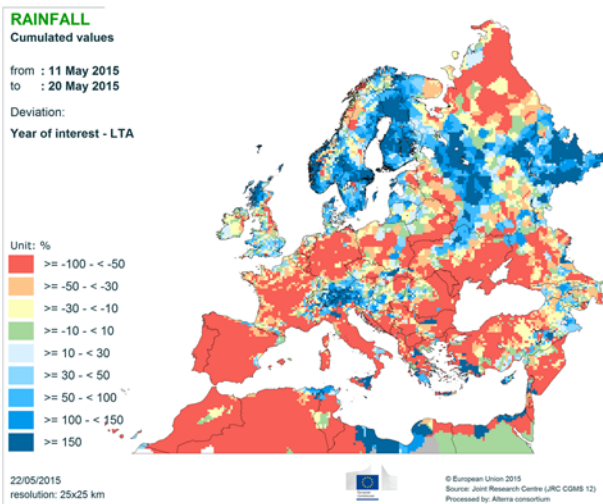 RAINFALL
Cumulated values
from : 11 May 2015
to : 20 May 2015
Deviation:
Year of interest - LTA
Unit: %
>= -100 - < -50
>= -50 - < -30
>= -30 - < -10
>= -10 - < 10
>= 10 - < 30
>= 30 - < 50
>= 50 - < 100
>= 100 - < 150
>= 150
22/05/2015
resolution: 25x25 km
© European Union 2015
Source: Joint Research Centre (JRC CGMS 12)
Processed by: Alterra consortium